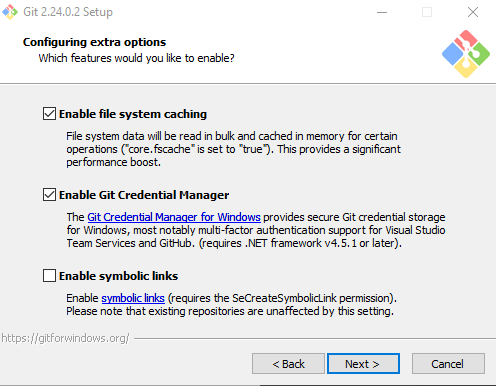 Git 2.24.0.2 Setup
Configuring extra options
Which features would you like to enable?
Enable file system caching
File system data will be read in bulk and cached in memory for certain
operations ("core.fscache" is set to "true"). This provides a significant
performance boost.
Enable Git Credential Manager
The Git Credential Manager for Windows provides secure Git credential storage
for Windows, most notably multi-factor authentication support for Visual Studio
Team Services and GitHub. (requires .NET framework v4.5.1 or later).
Enable symbolic links
Enable symbolic links (requires the SeCreateSymbolicLink permission).
Please note that existing repositories are unaffected by this setting.
https://gitforwindows.org/
< Back
Next >
Cancel